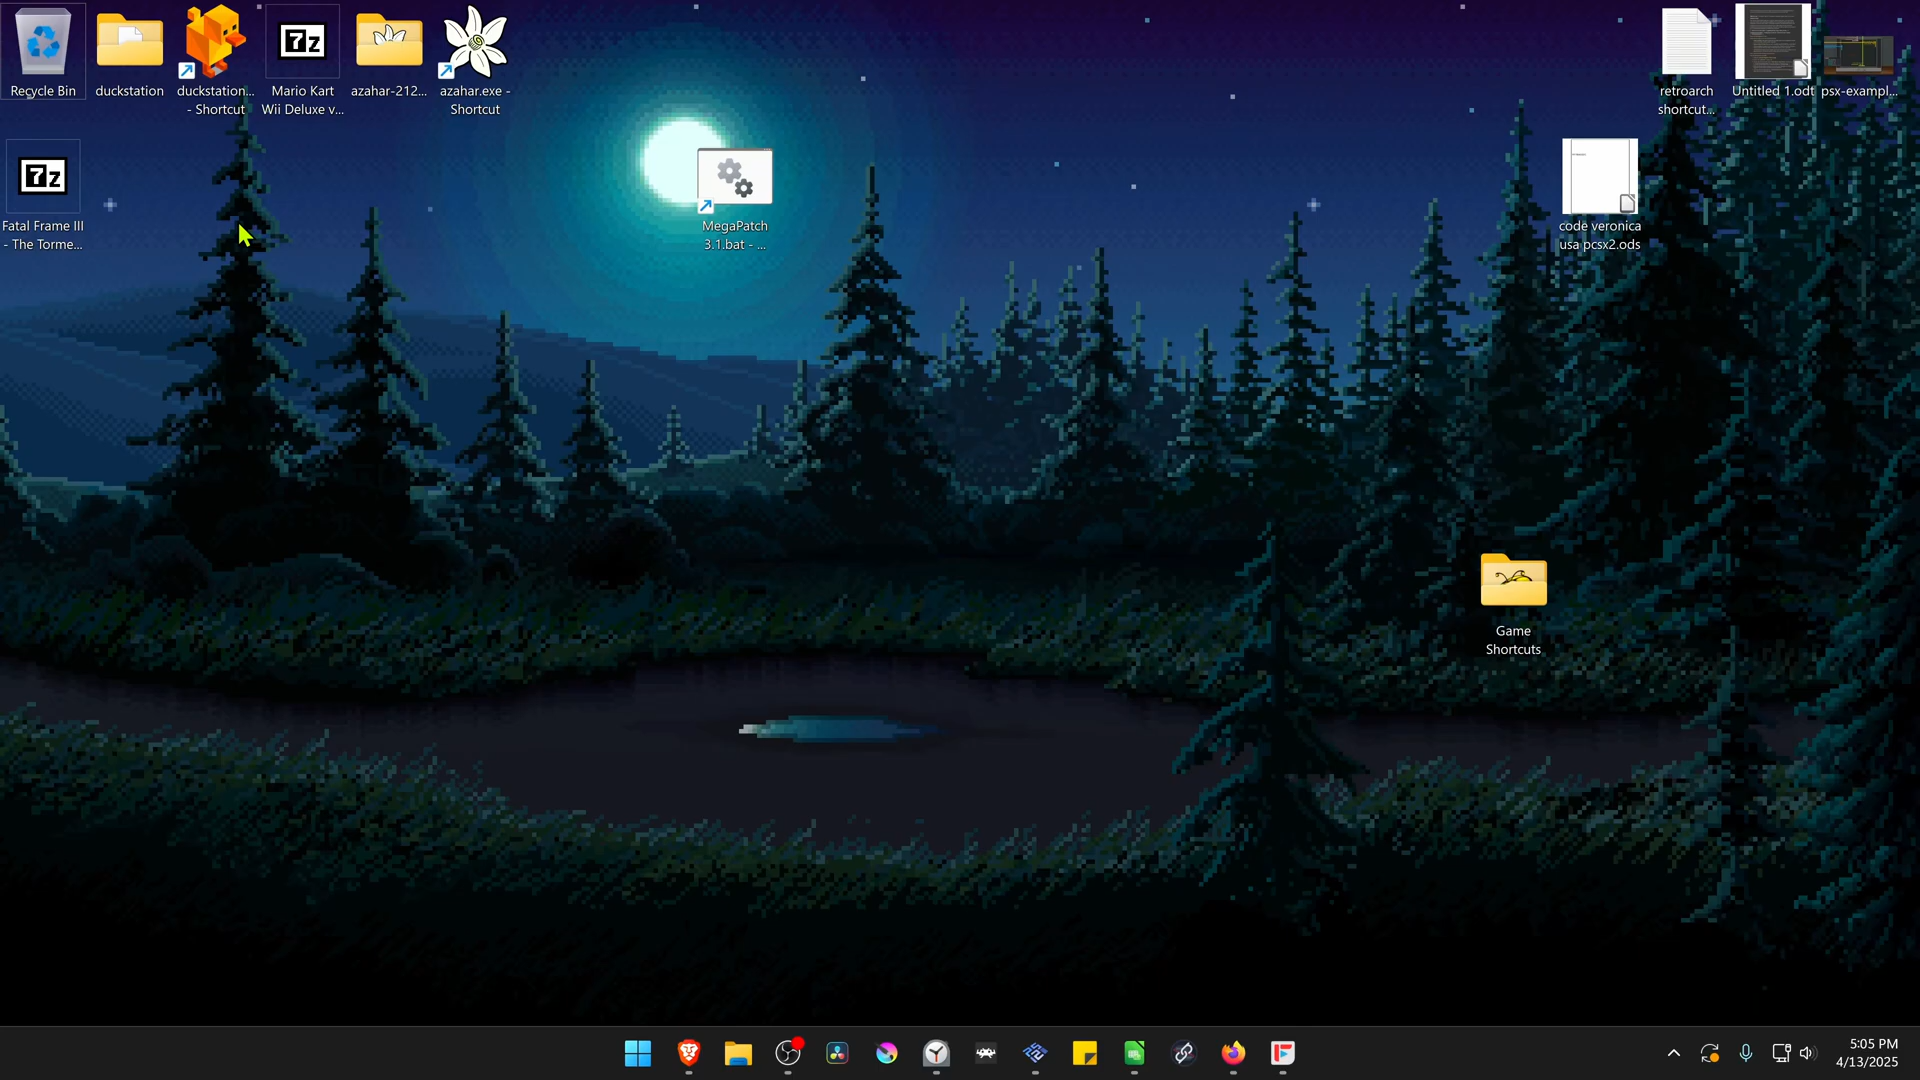 Recycle Bin
duckstation
duckstation...
- Shortcut
7z
Mario Kart
Wii Deluxe v...
azahar-212...
azahar.exe -
Shortcut
retroarch
shortcut...
Untitled 1.odt
psx-exampl...
7z
Fatal Frame III
- The Torme...
MegaPatch
3.1.bat - ...
code veronica
usa pcsx2.ods
Game
Shortcuts
5:05 PM
4/13/2025